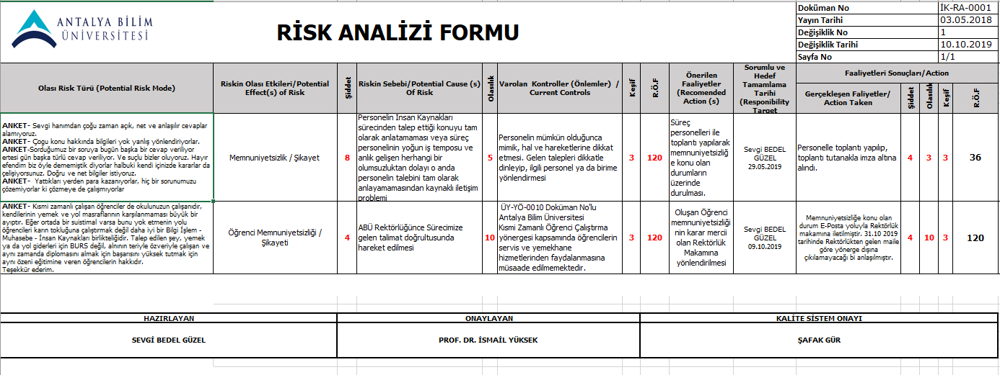 ANTALYA BİLİM
ÜNİVERSİTESİ
RİSK ANALİZİ FORMU
Doküman No İK-RA-0001
Yayın Tarihi 03.05.2018
Değişiklik No 1
Değişiklik Tarihi 10.10.2019
Sayfa No 1/1
Olası Risk Türü (Potential Risk Mode)
Riskin Olası Etkileri/Potential
Effect(s) of Risk
Şiddet
Riskin Sebebi/Potential Cause (s)
Of Risk
Olasılık
Varolan Kontroller (Önlemler) /
Current Controls
Keşif
R.Ö.F
Önerilen
Faaliyetler
(Recomended
Action (s)
Sorumlu ve
Hedef
Tamamlama
Tarihi
(Responibility
Target
Faaliyetleri Sonuçları/Action
Gerçekleşen Faliyetler/
Action Taken
Şiddet
Olasılık
Keşif
R.Ö.F
ANKET- Sevgi hanımdan çoğu zaman açık, net ve anlaşılır cevaplar
alamıyoruz.
ANKET- Çogu konu hakkında bilgileri yok yanlış yönlendiriyorlar.
ANKET-Sorduğumuz bir soruya bugün başka bir cevap veriliyor
ertesi gün başka türlü cevap veriliyor. Ve suçlu bizler oluyoruz. Hayır
efendim biz öyle dememiştik diyorlar halbuki kendi içinizde kararlar da
çelişiyorsunuz. Doğru ve net bilgiler istiyoruz.
ANKET- Yattıkları yerden para kazanıyorlar, hiç bir sorunumuzu
çözemiyorlar ki çözmeye de çalışmıyorlar
Memnuniyetsizlik / Şikayet
8
Personelin İnsan Kaynakları
sürecinden talep ettiği konuyu tam
olarak anlatamaması veya süreç
personelinin yoğun iş temposu ve
anlık gelişen herhangi bir
olumsuzluktan dolayı o anda
personelin talebini tam olarak
anlayamamasından kaynaklı iletişim
problemi
5
Personelin mümkün olduğunca
mimik, hal ve hareketlerine dikkat
etmesi. Gelen talepleri dikkatle
dinleyip, ilgili personel ya da birime
yönlendirmesi
3
120
Süreç
personelleri ile
toplantı yapılarak
memnuniyetsizliğ
e konu olan
durumların
üzerinde
durulması.
Sevgi BEDEL
GÜZEL
29.05.2019
Personelle toplantı yapılıp,
toplantı tutanakla imza altına
alındı.
4
3
3
36
ANKET- Kısmi zamanlı çalışan öğrenciler de okulunuzun çalışanıdır,
kendilerinin yemek ve yol masraflarının karşılanmaması büyük bir
ayıptır. Eğer ortada bir suistimal varsa bunu yok etmenin yolu
öğrencileri karın tokluğuna çalıştırmak değil daha iyi bir Bilgi İşlem -
Muhasebe - İnsan Kaynakları birlikteliğidir. Talep edilen şey, yemek
ya da yol giderleri için BURS değil, alnının teriyle özveriyle çalışan ve
aynı zamanda diplomasını almak için başarısını yüksek tutmak için
aynı özeni eğitimine veren öğrencilerin hakkıdır.
Teşekkür ederim.
Öğrenci Memnuniyetsizliği /
Şikayeti
4
ABÜ Rektörlüğünce Sürecimize
gelen talimat doğrultusunda
hareket edilmesi
10
ÜY-YÖ-0010 Doküman No'lu
Antalya Bilim Üniversitesi
Kısmi Zamanlı Öğrenci Çalıştırma
yönergesi kapsamında öğrencilerin
servis ve yemekhane
hizmetlerinden faydalanmasına
müsaade edilmemektedir.
3
120
Oluşan Öğrenci
memnuniyetsizliği
nin karar mercii
olan Rektörlük
Makamına
yönlendirilmesi
Sevgi BEDEL
GÜZEL
09.10.2019
Memnuniyetsizliğe konu olan
durum E-Posta yoluyla Rektörlük
makamına iletilmiştir. 31.10 2019
tarihinde Rektörlükten gelen maile
göre yönerge dışına
çıkılamayacağı bi anlaşılmıştır.
4
10
3
120
HAZIRLAYAN
ONAYLAYAN
KALİTE SİSTEM ONAYI
SEVGİ BEDEL GÜZEL
PROF. DR. İSMAİL YÜKSEK
ŞAFAK GÜR